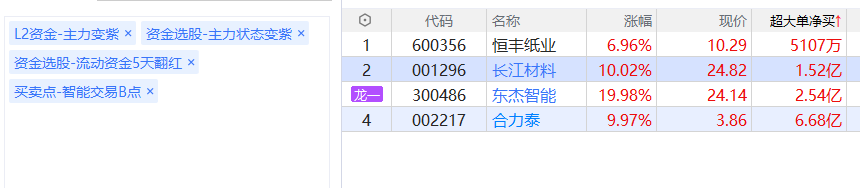 L2资金-主力变紫 × 资金选股-主力状态变紫 ×
资金选股-流动资金5天翻红 ×
买卖点-智能交易B点 ×
代码 名称 涨幅 现价 超大单净买↑
1 600356 恒丰纸业 6.96% 10.29 5107万
2 001296 长江材料 10.02% 24.82 1.52亿
龙一 300486 东杰智能 19.98% 24.14 2.54亿
4 002217 合力泰 9.97% 3.86 6.68亿